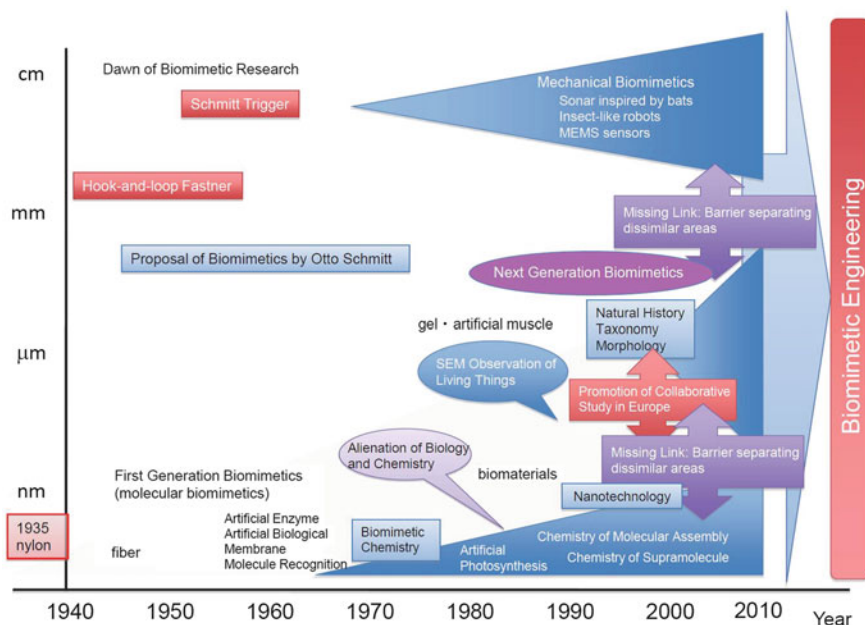 cm
Dawn of Biomimetic Research
Schmitt Trigger
Mechanical Biomimetics
Sonar inspired by bats
Insect-like robots
MEMS sensors
Hook-and-loop Fastner
mm
Missing Link: Barrier separating
dissimilar areas
Proposal of Biomimetics by Otto Schmitt
Next Generation Biomimetics
gel・artificial muscle
Natural History
Taxonomy
Morphology
μm
SEM Observation of
Living Things
Promotion of Collaborative
Study in Europe
Alienation of Biology
and Chemistry
Missing Link: Barrier separating
dissimilar areas
First Generation Biomimetics
(molecular biomimetics)
biomaterials
nm
Nanotechnology
1935
nylon
fiber
Artificial Enzyme
Artificial Biological
Membrane
Molecule Recognition
Biomimetic
Chemistry
Artificial
Photosynthesis
Chemistry of Molecular Assembly
Chemistry of Supramolecule
Biomimetic Engineering
1940 1950 1960 1970 1980 1990 2000 2010 Year